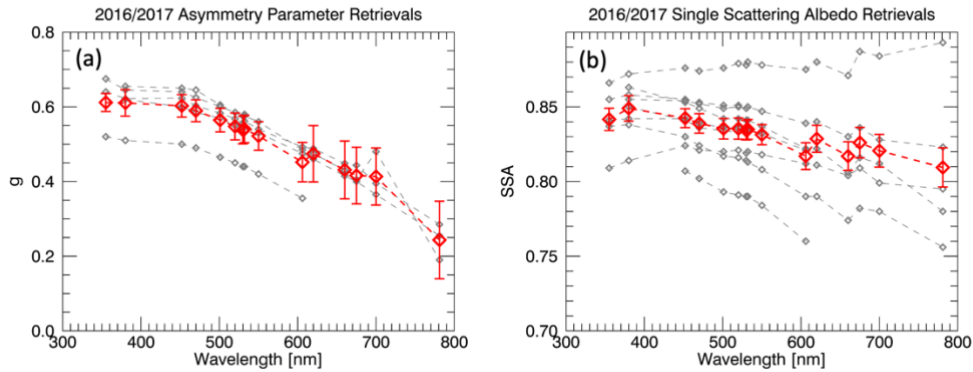 2016/2017 Asymmetry Parameter Retrievals
(a)
0.8
0.6
0.4
0.2
0.0
g
300 400 500 600 700 800
Wavelength [nm]
2016/2017 Single Scattering Albedo Retrievals
(b)
0.85
0.80
0.75
0.70
SSA
300 400 500 600 700 800
Wavelength [nm]